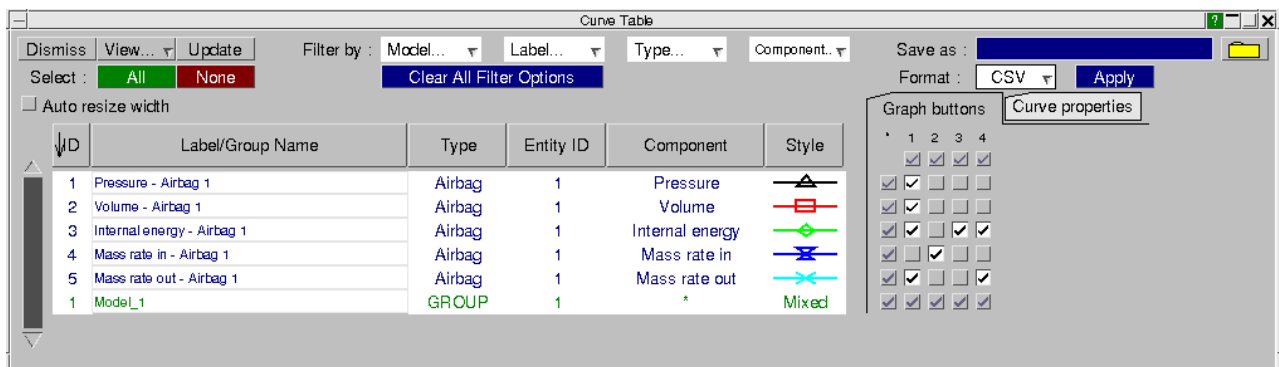 Curve Table
?
Dismiss View... Update Filter by : Model... Label... Type... Component.. Save as :
Select : All None Clear All Filter Options Format : CSV Apply
Auto resize width Graph buttons Curve properties
ID Label/Group Name Type Entity ID Component Style * 1 2 3 4
1 Pressure - Airbag 1 Airbag 1 Pressure
2 Volume - Airbag 1 Airbag 1 Volume
3 Internal energy - Airbag 1 Airbag 1 Internal energy
4 Mass rate in - Airbag 1 Airbag 1 Mass rate in
5 Mass rate out - Airbag 1 Airbag 1 Mass rate out
1 Model_1 GROUP 1 * Mixed